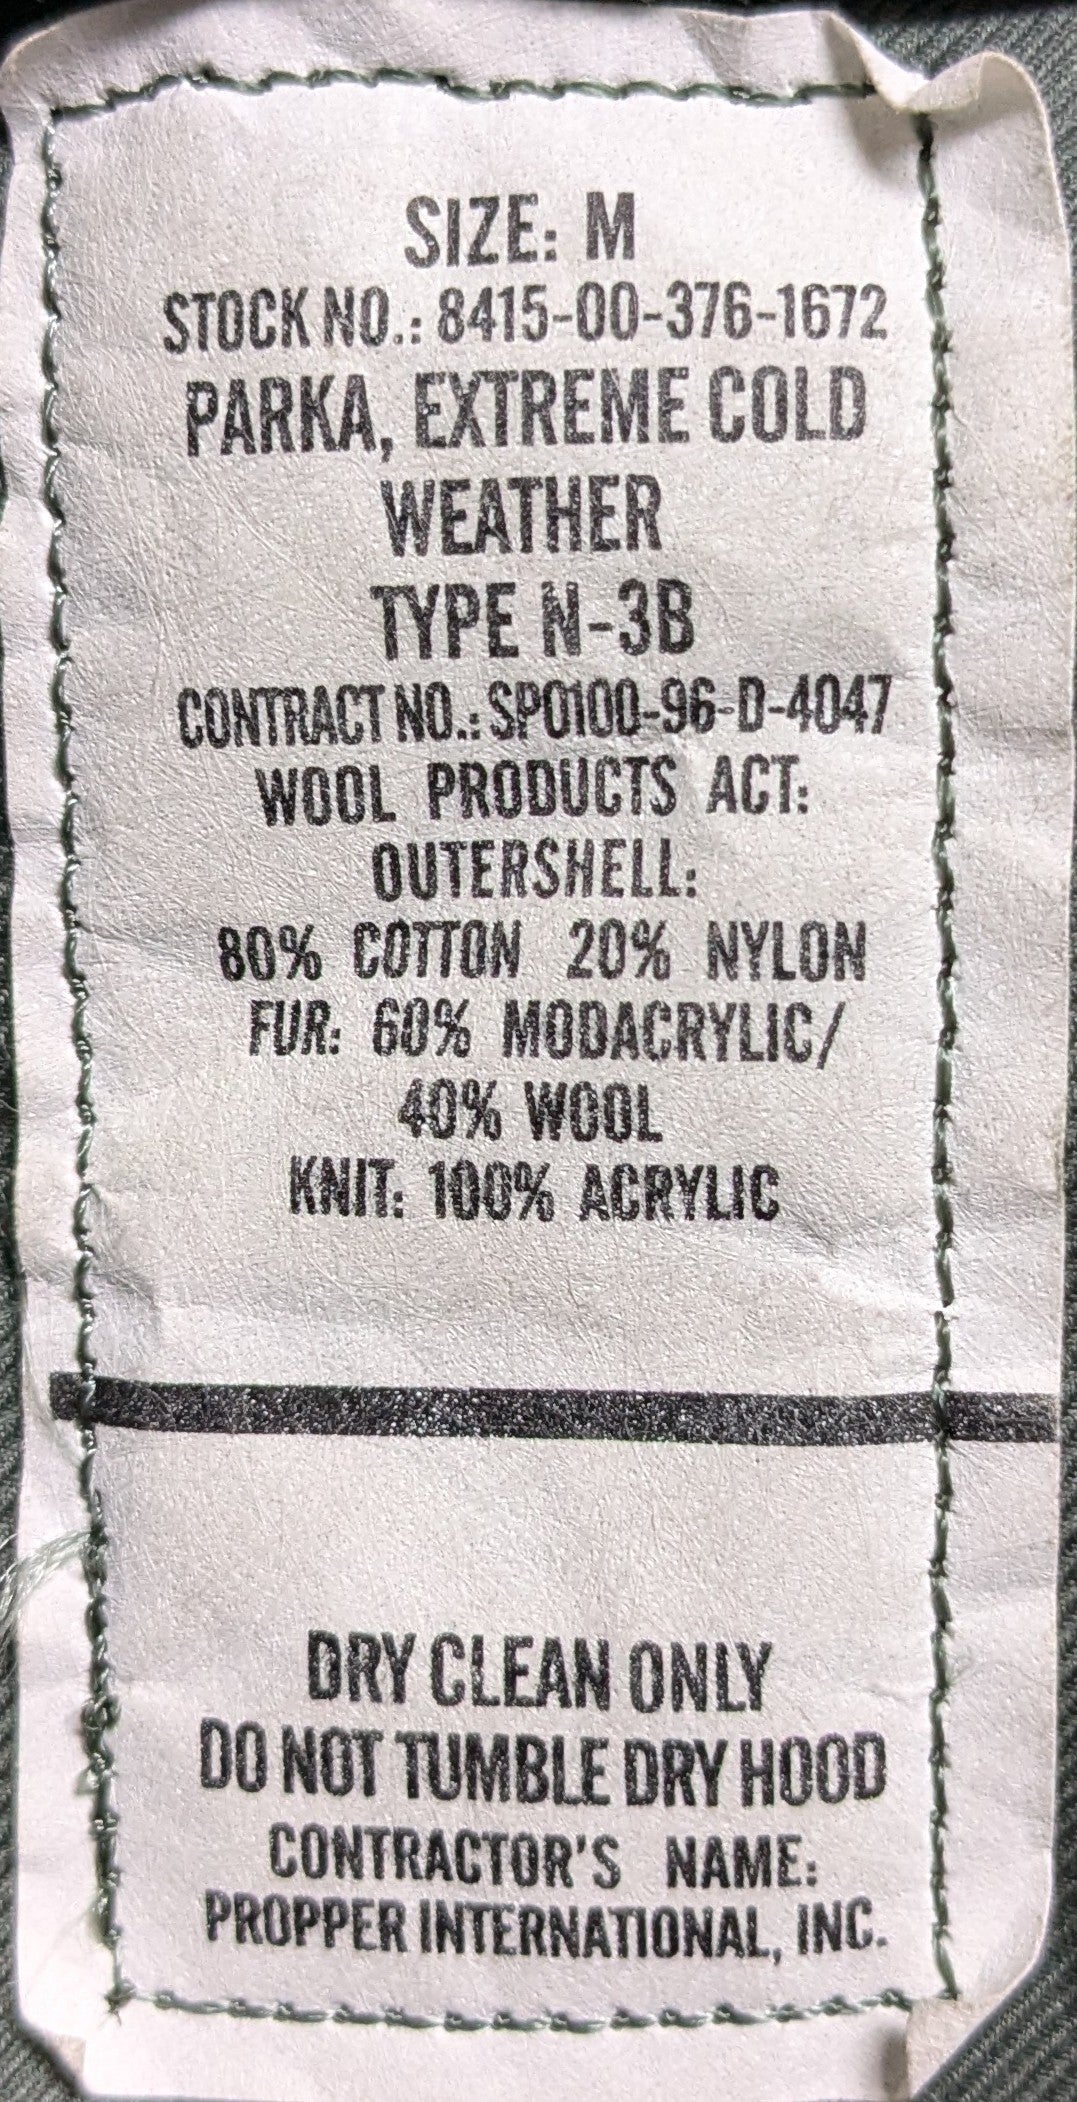 SIZE: M
STOCK NO.: 8415-00-376-1672
PARKA, EXTREME COLD
WEATHER
TYPE N-3B
CONTRACT NO.: SP0100-96-D-4047
WOOL PRODUCTS ACT:
OUTERSHELL:
80% COTTON 20% NYLON
FUR: 60% MODACRYLIC/
40% WOOL
KNIT: 100% ACRYLIC
DRY CLEAN ONLY
DO NOT TUMBLE DRY HOOD
CONTRACTOR'S NAME:
PROPPER INTERNATIONAL, INC.